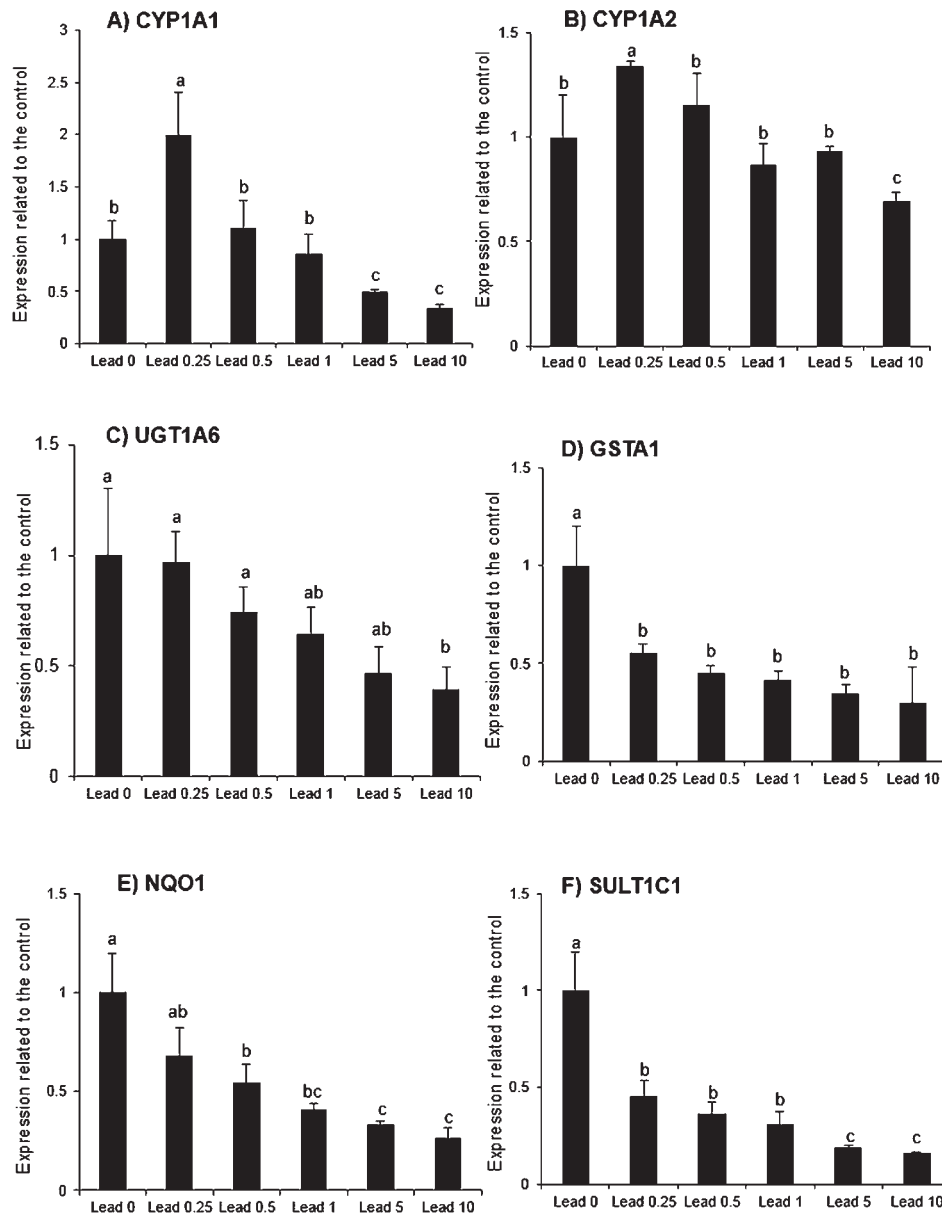 A) CYP1A1
Expression related to the control
3
2.5
2
1.5
1
0.5
0
b
a
b
b
c
c
Lead 0 Lead 0.25 Lead 0.5 Lead 1 Lead 5 Lead 10
B) CYP1A2
Expression related to the control
1.5
1
0.5
0
b
a
b
b
b
c
Lead 0 Lead 0.25 Lead 0.5 Lead 1 Lead 5 Lead 10
C) UGT1A6
Expression related to the control
1.5
1
0.5
0
a
a
a
ab
ab
b
Lead 0 Lead 0.25 Lead 0.5 Lead 1 Lead 5 Lead 10
D) GSTA1
Expression related to the control
1.5
1
0.5
0
a
b
b
b
b
b
Lead 0 Lead 0.25 Lead 0.5 Lead 1 Lead 5 Lead 10
E) NQO1
Expression related to the control
1.5
1
0.5
0
a
ab
b
bc
c
c
Lead 0 Lead 0.25 Lead 0.5 Lead 1 Lead 5 Lead 10
F) SULT1C1
Expression related to the control
1.5
1
0.5
0
a
b
b
b
c
c
Lead 0 Lead 0.25 Lead 0.5 Lead 1 Lead 5 Lead 10